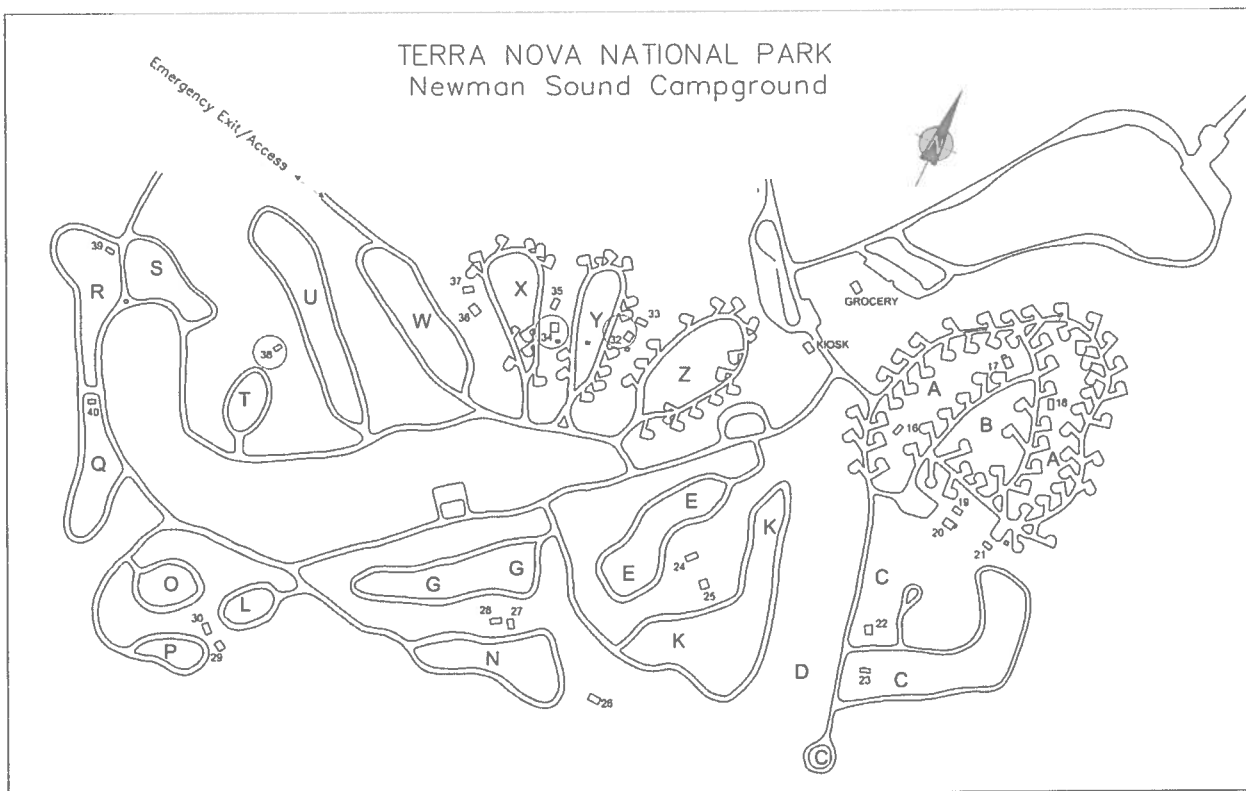 TERRA NOVA NATIONAL PARK
Newman Sound Campground
Emergency Exit/Access
N
39
S
R
U
37
X
35
36
W
34
Y
33
32
GROCERY
KIOSK
Z
38
T
40
Q
A
17
18
16
B
A
19
20
21
E
K
24
E
25
G
G
O
L
30
28
27
29
P
N
K
26
C
22
D
23
C
C